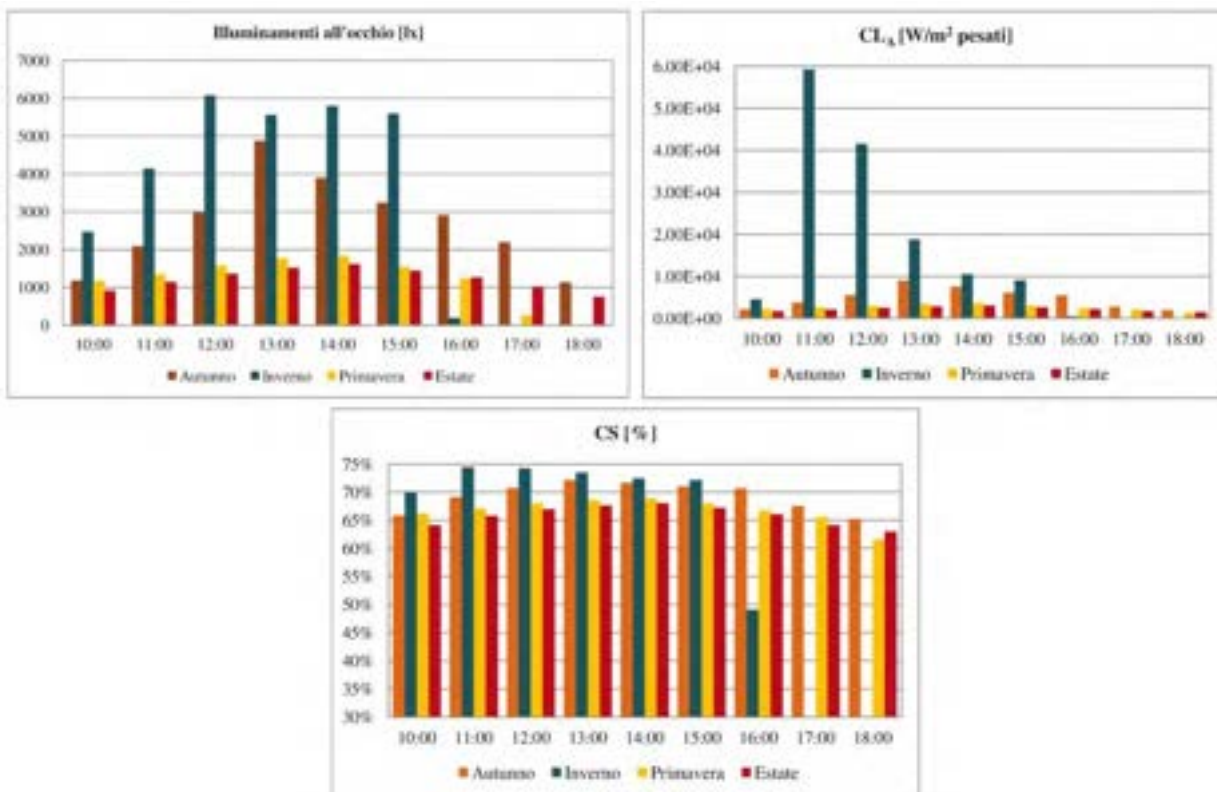 Illuminamenti all'occhio [lx]
7000
6000
5000
4000
3000
2000
1000
0
10:00 11:00 12:00 13:00 14:00 15:00 16:00 17:00 18:00
Autunno Inverno Primavera Estate
CLA [W/m² pesati]
6.00E+04
5.00E+04
4.00E+04
3.00E+04
2.00E+04
1.00E+04
0.00E+00
10:00 11:00 12:00 13:00 14:00 15:00 16:00 17:00 18:00
Autunno Inverno Primavera Estate
CS [%]
75%
70%
65%
60%
55%
50%
45%
40%
35%
30%
10:00 11:00 12:00 13:00 14:00 15:00 16:00 17:00 18:00
Autunno Inverno Primavera Estate